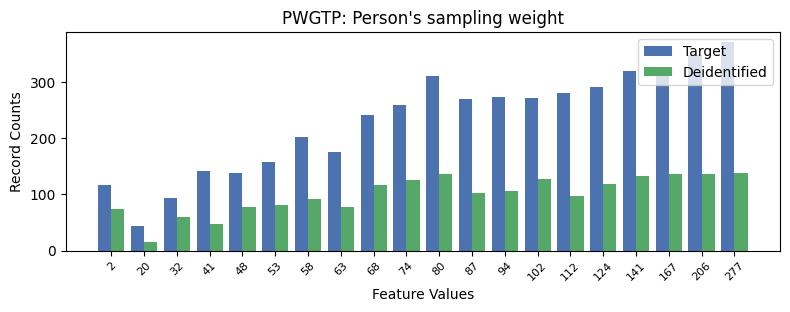 PWGTP: Person's sampling weight
Record Counts
300
200
100
0
Target
Deidentified
2 20 32 41 48 53 58 63 68 74 80 87 94 102 112 124 141 167 206 277
Feature Values